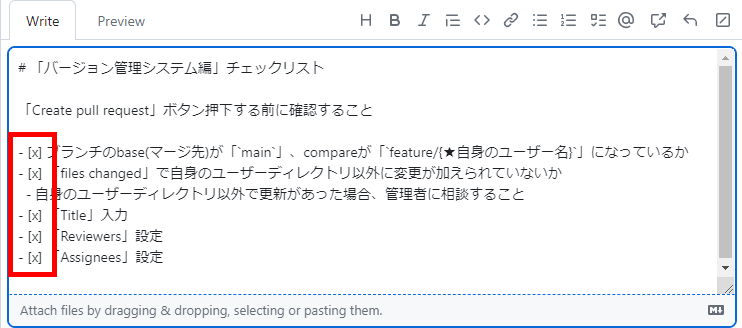 Write Preview
# 「バージョン管理システム編」チェックリスト
「Create pull request」ボタン押下する前に確認すること
- [x] ブランチのbase(マージ先)が「`main`」、compareが「`feature/{★自身のユーザー名}`」になっているか
- [x] 「files changed」で自身のユーザーディレクトリ以外に変更が加えられていないか
- 自身のユーザーディレクトリ以外で更新があった場合、管理者に相談すること
- [x] 「Title」入力
- [x] 「Reviewers」設定
- [x] 「Assignees」設定
Attach files by dragging & dropping, selecting or pasting them.